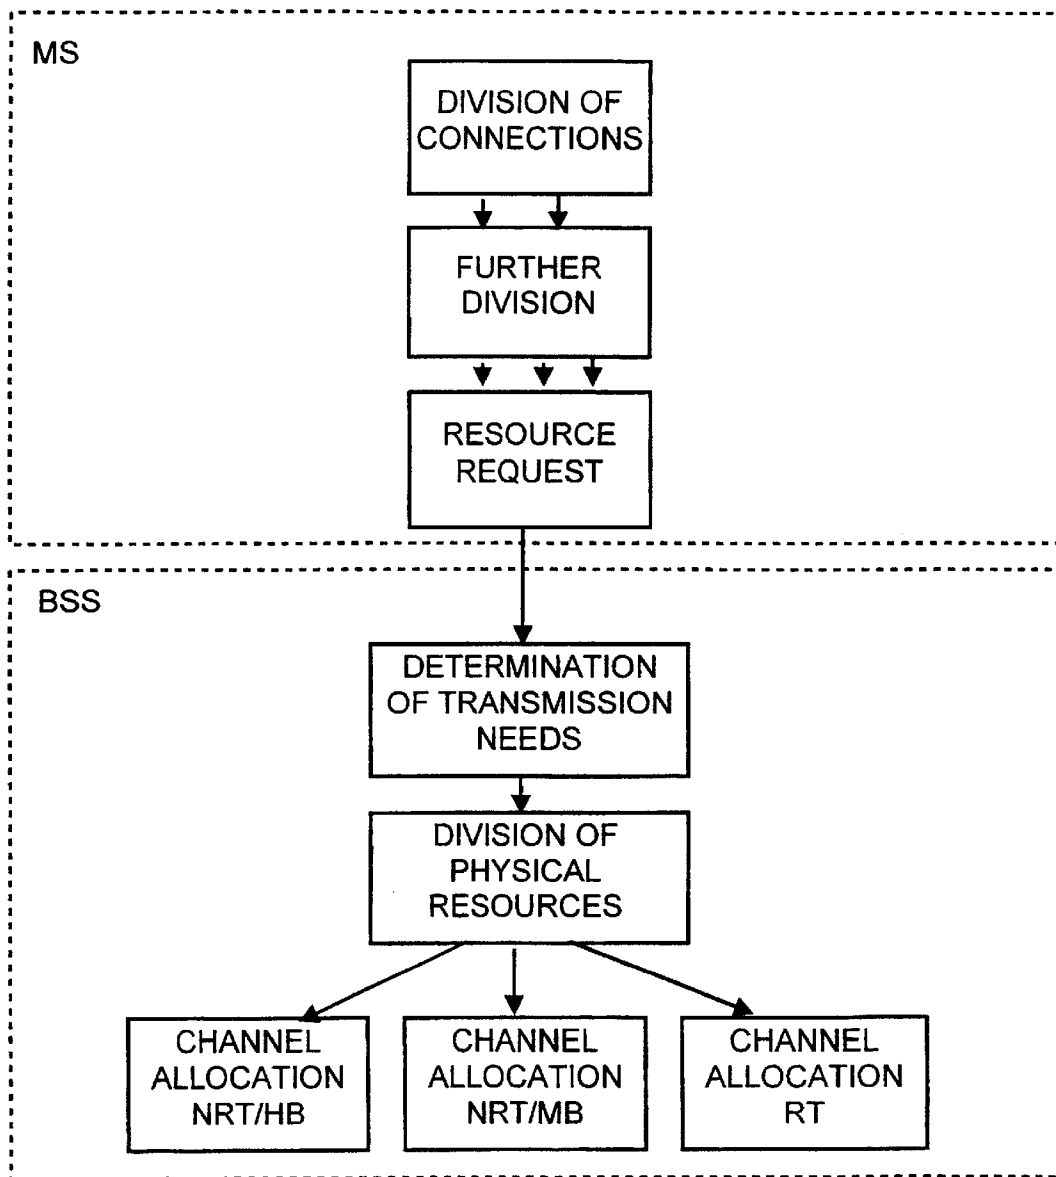 MS
DIVISION OF
CONNECTIONS
FURTHER
DIVISION
RESOURCE
REQUEST
BSS
DETERMINATION
OF TRANSMISSION
NEEDS
DIVISION OF
PHYSICAL
RESOURCES
CHANNEL
ALLOCATION
NRT/HB
CHANNEL
ALLOCATION
NRT/MB
CHANNEL
ALLOCATION
RT